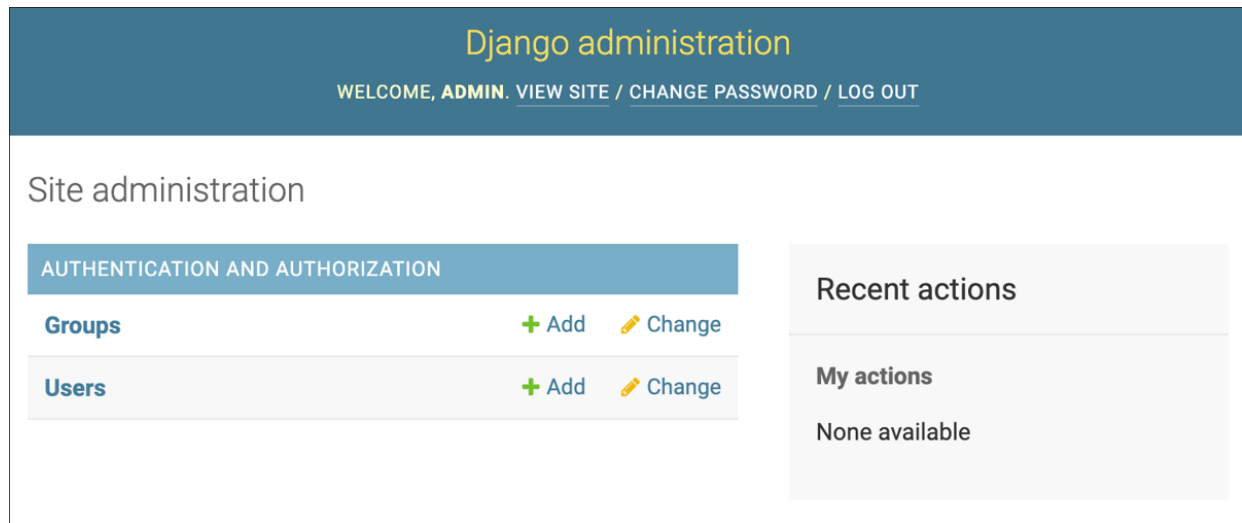 Django administration
WELCOME, ADMIN. VIEW SITE / CHANGE PASSWORD / LOG OUT
Site administration
AUTHENTICATION AND AUTHORIZATION
Groups + Add Change
Users + Add Change
Recent actions
My actions
None available